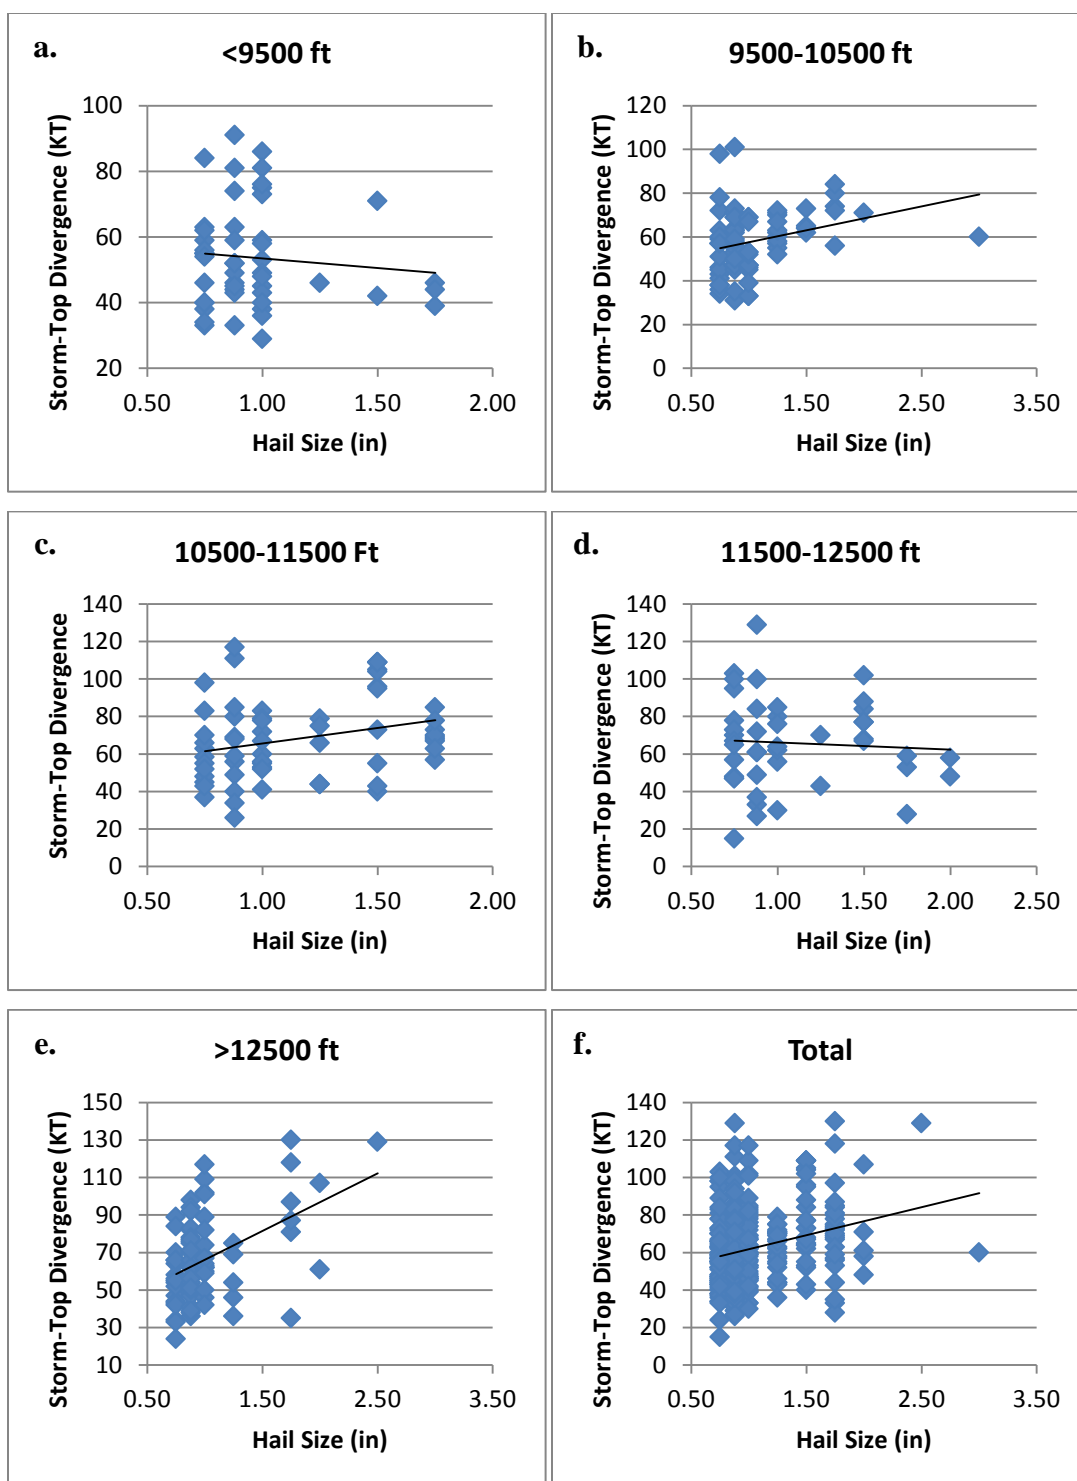 a.
<9500 ft
Storm-Top Divergence (KT)
100
80
60
40
20
0.50 1.00 1.50 2.00
Hail Size (in)
b.
9500-10500 ft
Storm-Top Divergence (KT)
120
100
80
60
40
20
0
0.50 1.50 2.50 3.50
Hail Size (in)
c.
10500-11500 Ft
Storm-Top Divergence
140
120
100
80
60
40
20
0
0.50 1.00 1.50 2.00
Hail Size (in)
d.
11500-12500 ft
Storm-Top Divergence (KT)
140
120
100
80
60
40
20
0
0.50 1.00 1.50 2.00 2.50
Hail Size (in)
e.
>12500 ft
Storm-Top Divergence (KT)
150
130
110
90
70
50
30
10
0.50 1.50 2.50 3.50
Hail Size (in)
f.
Total
Storm-Top Divergence (KT)
140
120
100
80
60
40
20
0
0.50 1.50 2.50 3.50
Hail Size (in)